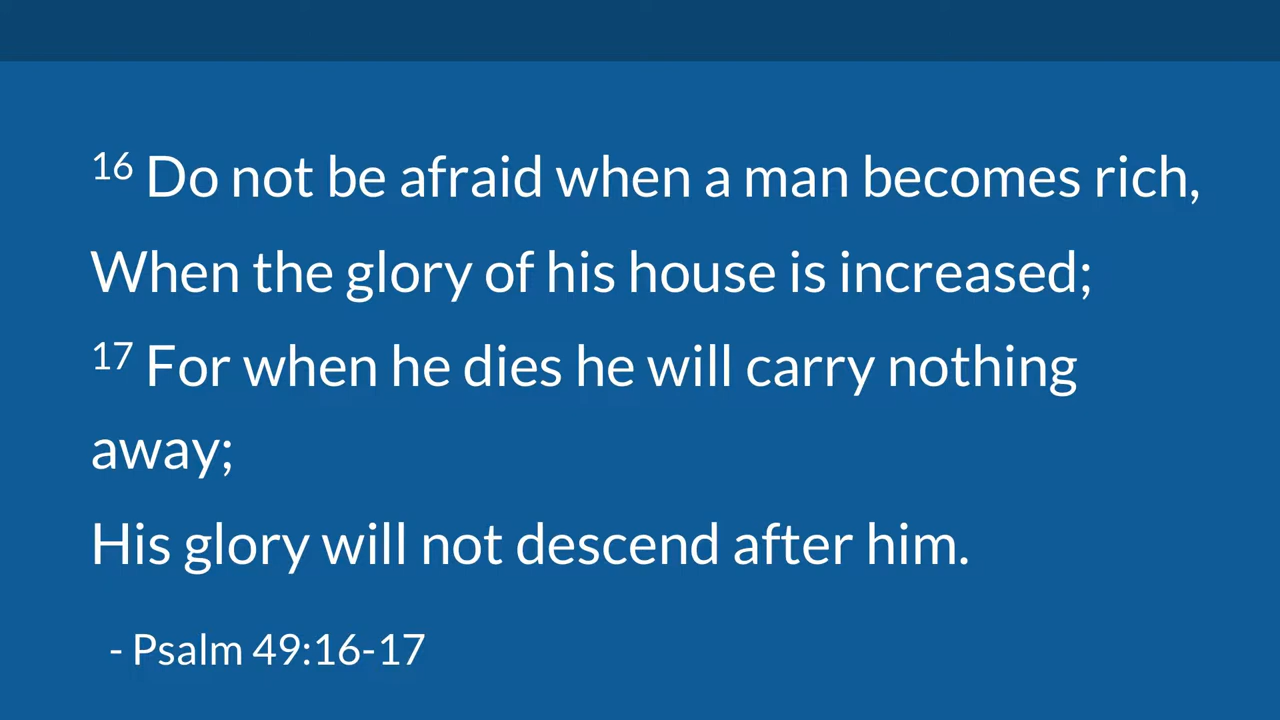 16 Do not be afraid when a man becomes rich,
When the glory of his house is increased;
17 For when he dies he will carry nothing
away;
His glory will not descend after him.
- Psalm 49:16-17